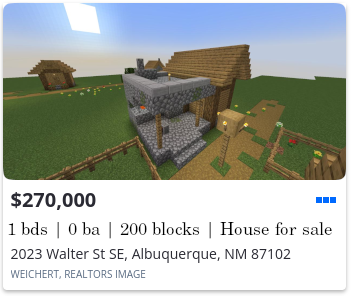 $270,000
1 bds | 0 ba | 200 blocks | House for sale
2023 Walter St SE, Albuquerque, NM 87102
WEICHERT, REALTORS IMAGE